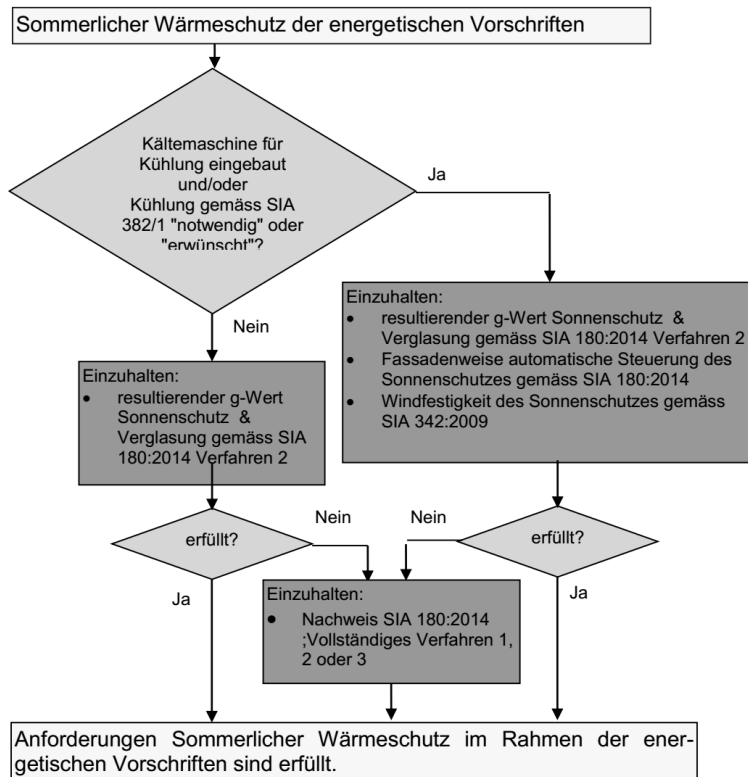 Sommerlicher Wärmeschutz der energetischen Vorschriften
Kältemaschine für
Kühlung eingebaut
und/oder
Kühlung gemäss SIA
382/1 "notwendig" oder
"erwünscht"?
Ja
Nein
Einzuhalten:
• resultierender g-Wert Sonnenschutz &
Verglasung gemäss SIA 180:2014 Verfahren 2
• Fassadenweise automatische Steuerung des
Sonnenschutzes gemäss SIA 180:2014
• Windfestigkeit des Sonnenschutzes gemäss
SIA 342:2009
Einzuhalten:
• resultierender g-Wert
Sonnenschutz &
Verglasung gemäss SIA
180:2014 Verfahren 2
erfüllt?
Nein
Nein
erfüllt?
Ja
Ja
Einzuhalten:
• Nachweis SIA 180:2014
;Vollständiges Verfahren 1,
2 oder 3
Anforderungen Sommerlicher Wärmeschutz im Rahmen der ener-
getischen Vorschriften sind erfüllt.